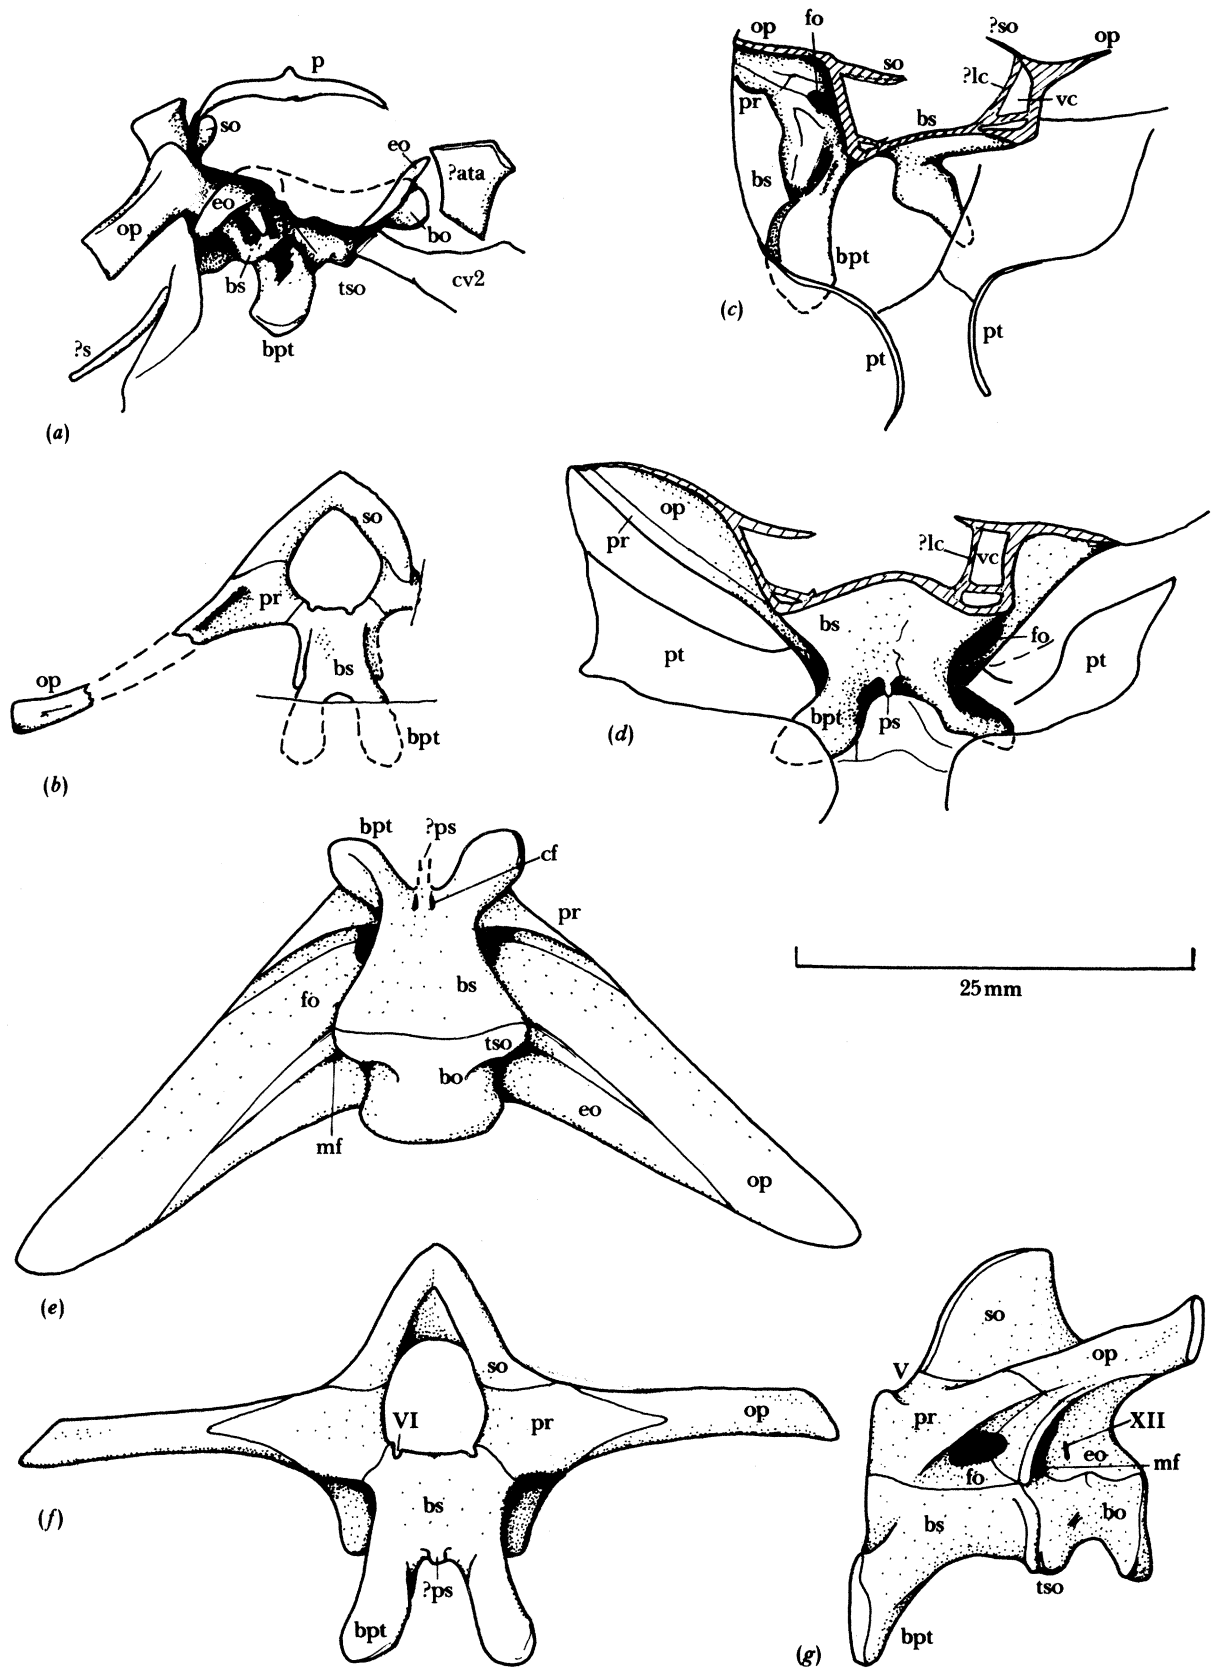 p
so
eo
?ata
eo
op
bo
bs
tso
cv2
?s
bpt
(a)
op
fo
?so
op
so
?lc
vc
pr
bs
bs
bpt
(c)
pt
pt
so
pr
bs
op
bpt
(b)
op
pr
?lc
vc
bs
fo
pt
pt
bpt
ps
(d)
bpt
?ps
cf
pr
bs
fo
tso
bo
eo
mf
op
(e)
25 mm
so
VI
pr
op
bs
?ps
bpt
(f)
so
V
op
pr
XII
eo
mf
fo
bs
bo
tso
bpt
(g)